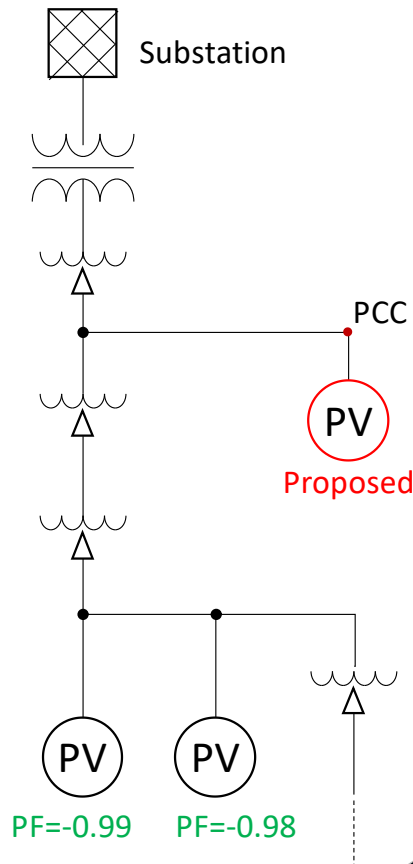 Substation
PCC
PV
Proposed
PV
PV
PF=-0.99
PF=-0.98